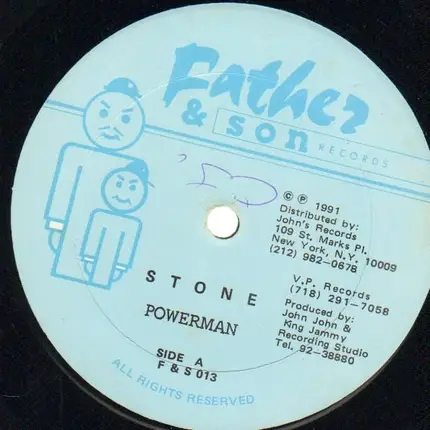 Father
& son
RECORDS
© ℗ 1991
Distributed by:
John's Records
109 St. Marks Pl.
New York, N.Y. 10009
(212) 982-0678
V.P. Records
(718) 291-7058
Produced by:
John John &
King Jammy
Recording Studio
Tel. 92-38880
STONE
POWERMAN
SIDE A
F & S 013
ALL RIGHTS RESERVED